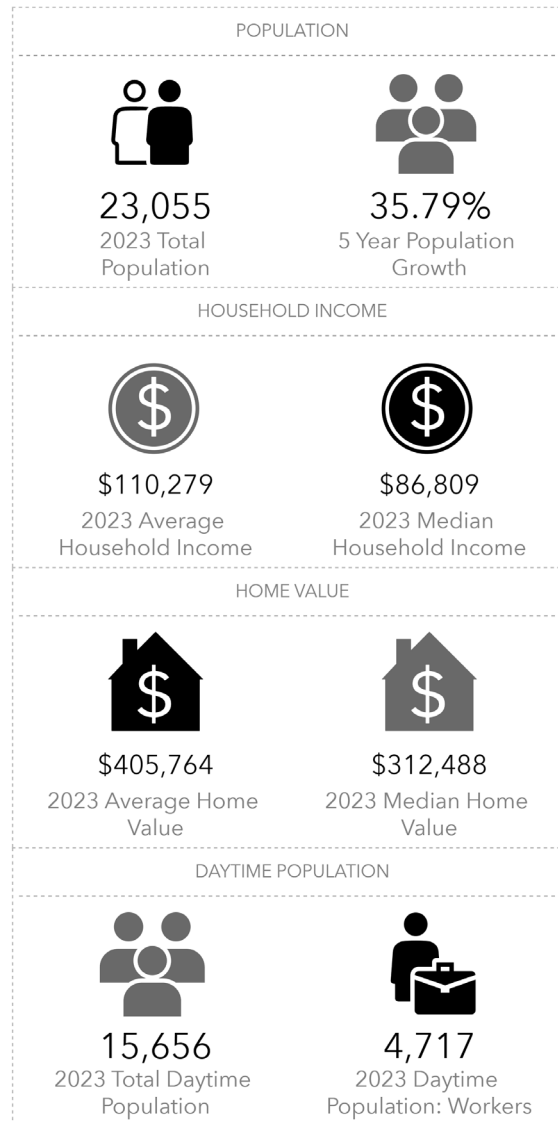 POPULATION
23,055
2023 Total
Population
35.79%
5 Year Population
Growth
HOUSEHOLD INCOME
$
$110,279
2023 Average
Household Income
$
$86,809
2023 Median
Household Income
HOME VALUE
$
$405,764
2023 Average Home
Value
$
$312,488
2023 Median Home
Value
DAYTIME POPULATION
15,656
2023 Total Daytime
Population
4,717
2023 Daytime
Population: Workers